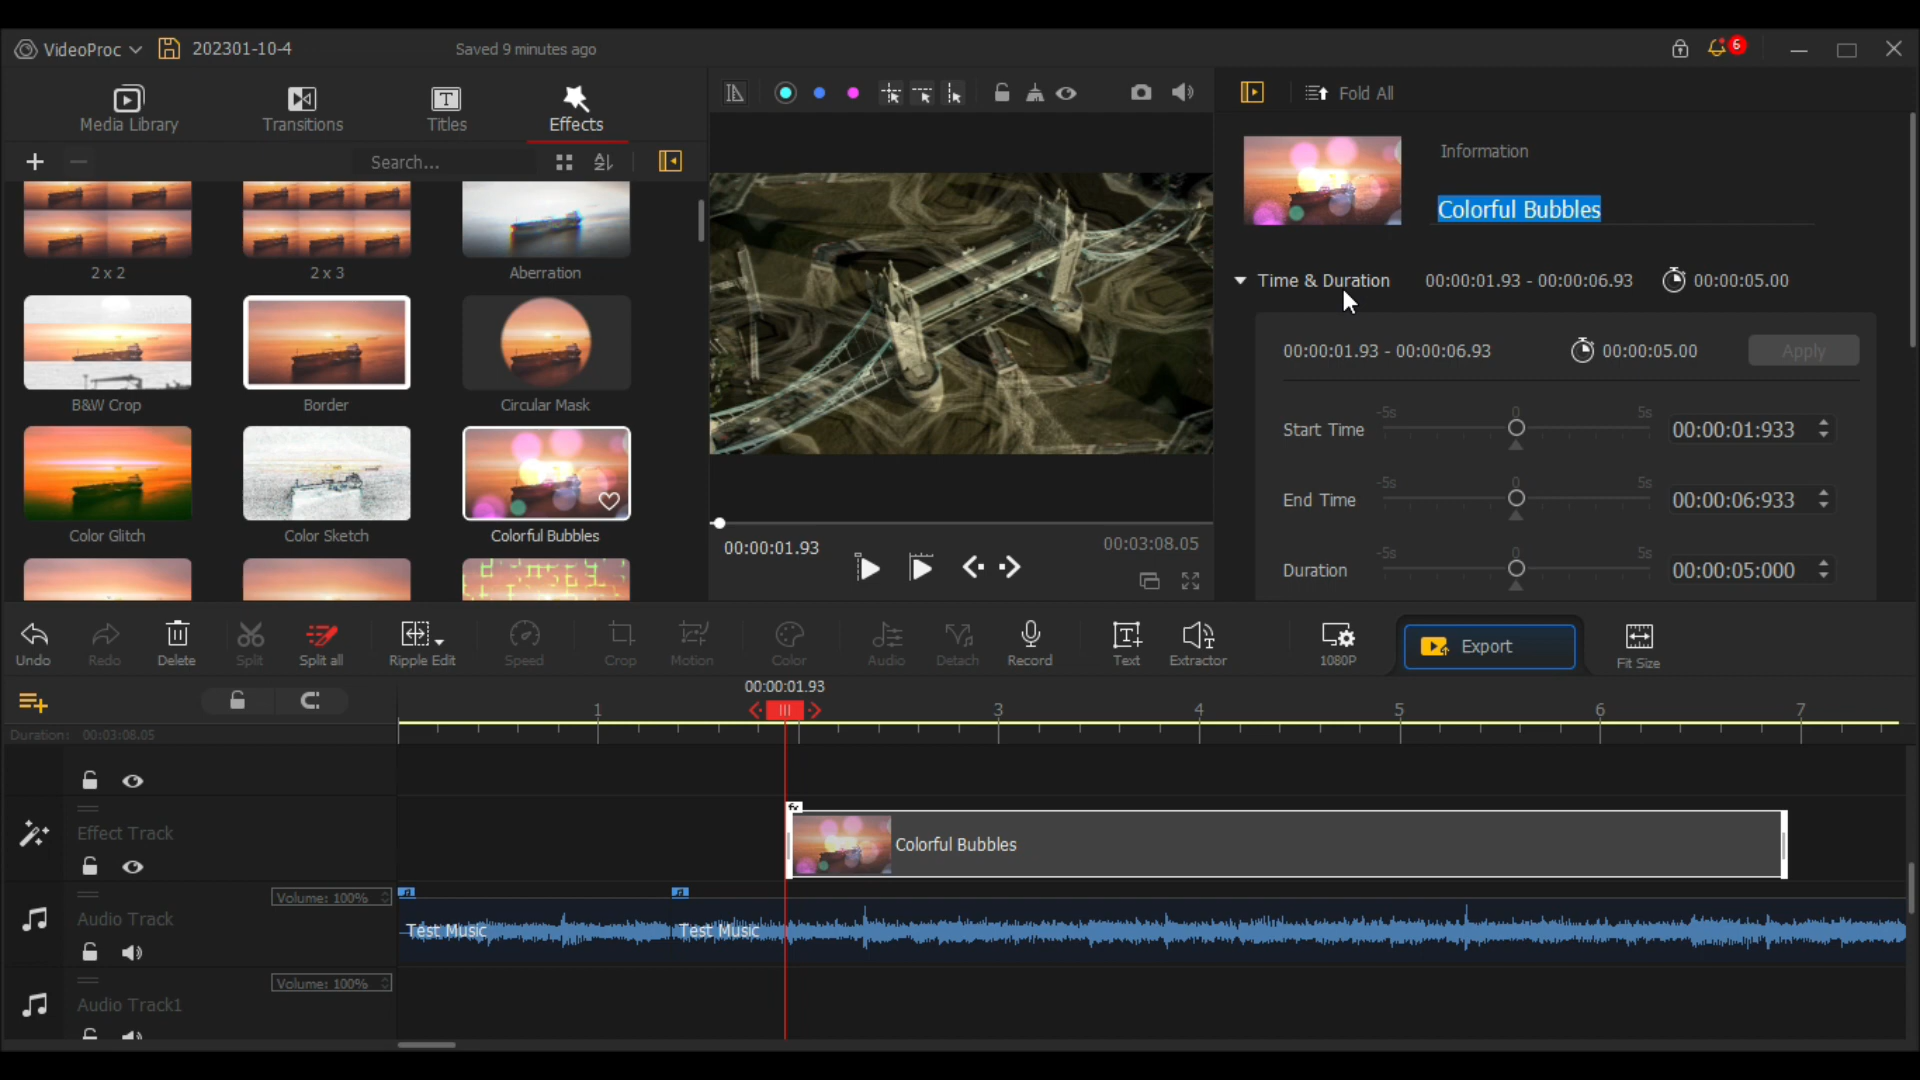 VideoProc 202301-10-4 Saved 9 minutes ago 6
Media Library Transitions Titles Effects
Search...
2 x 2 2 x 3 Aberration
B&W Crop Border Circular Mask
Color Glitch Color Sketch Colorful Bubbles
00:00:01.93 00:03:08.05
Fold All
Information
Colorful Bubbles
Time & Duration 00:00:01.93 - 00:00:06.93 00:00:05.00
00:00:01.93 - 00:00:06.93 00:00:05.00 Apply
-5s 0 5s
Start Time 00:00:01:933
-5s 0 5s
End Time 00:00:06:933
-5s 0 5s
Duration 00:00:05:000
Undo Redo Delete Split Split all Ripple Edit Speed Crop Motion Color Audio Detach Record Text Extractor 1080P Export Fit Size
00:00:01.93
1 3 4 5 6 7
Duration: 00:03:08.05
fx
Effect Track
Colorful Bubbles
Volume: 100%
Audio Track
Test Music Test Music
Volume: 100%
Audio Track1